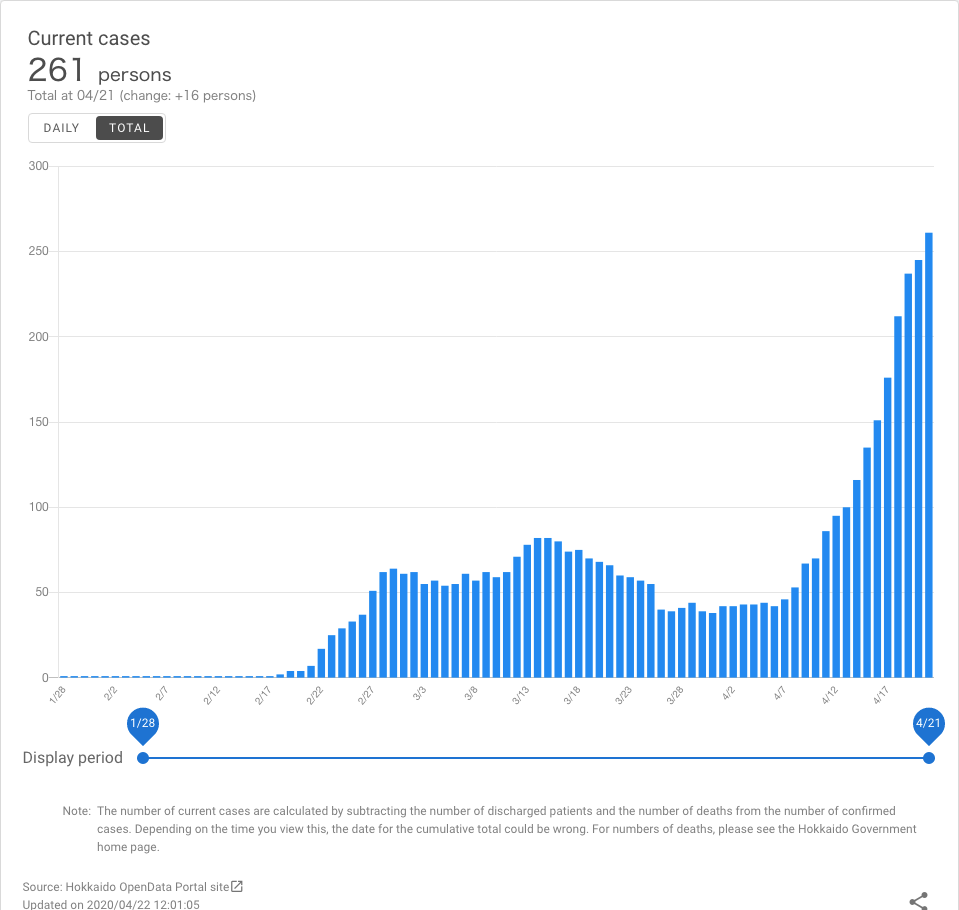 Current cases
261 persons
Total at 04/21 (change: +16 persons)
DAILY TOTAL
300
250
200
150
100
50
0
1/28 2/2 2/7 2/12 2/17 2/22 2/27 3/3 3/8 3/13 3/18 3/23 3/28 4/2 4/7 4/12 4/17
1/28 4/21
Display period
Note: The number of current cases are calculated by subtracting the number of discharged patients and the number of deaths from the number of confirmed
cases. Depending on the time you view this, the date for the cumulative total could be wrong. For numbers of deaths, please see the Hokkaido Government
home page.
Source: Hokkaido OpenData Portal site
Updated on 2020/04/22 12:01:05